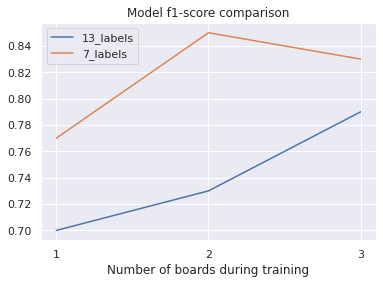 Model f1-score comparison
13_labels
7_labels
0.84
0.82
0.80
0.78
0.76
0.74
0.72
0.70
1 2 3
Number of boards during training